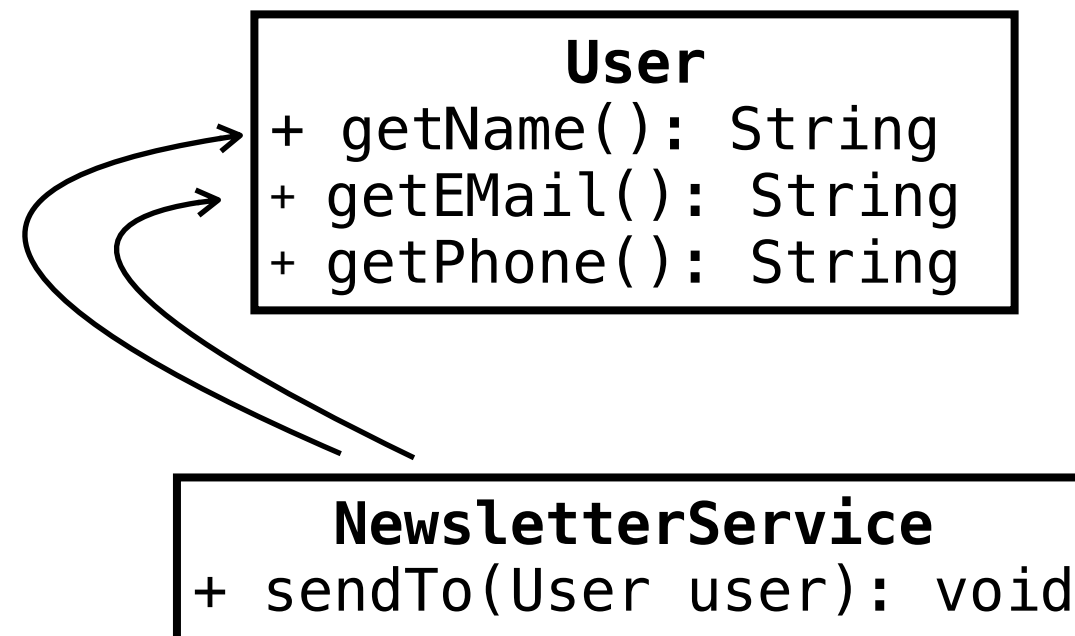 User
+ getName(): String
+ getEMail(): String
+ getPhone(): String
NewsletterService
+ sendTo(User user): void